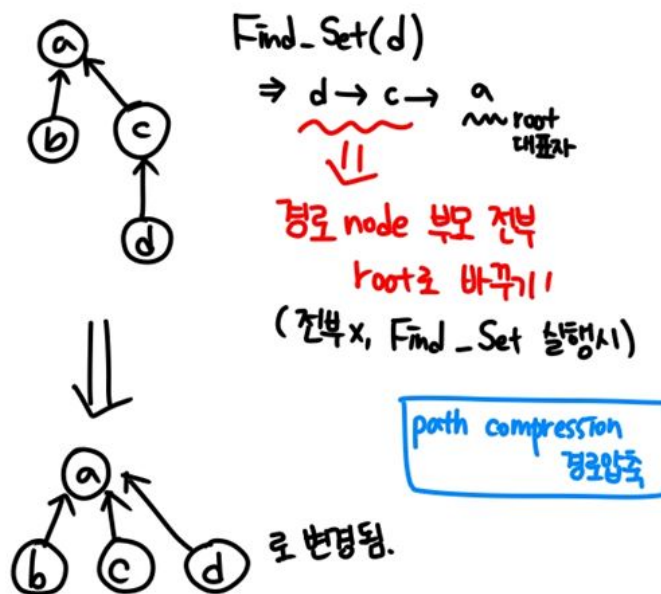 Find_Set(d)
a
⇒ d → c → a
root
대표자
b
c
d
경로 node 부모 전부
root로 바꾸기!
(전부x, Find_Set 실행시)
path compression
경로압축
a
b c d 로 변경됨.